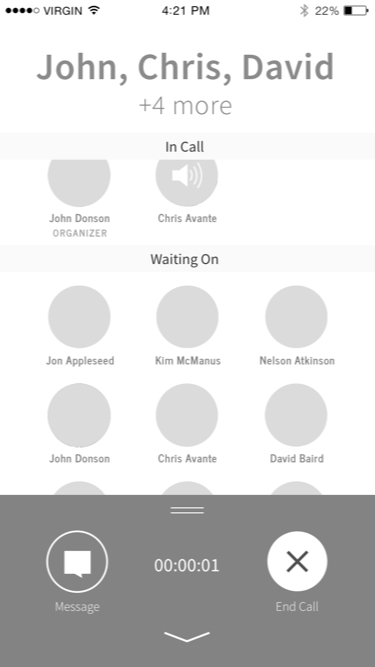 VIRGIN 4:21 PM 22%
John, Chris, David
+4 more
In Call
John Donson Chris Avante
ORGANIZER
Waiting On
Jon Appleseed Kim McManus Nelson Atkinson
John Donson Chris Avante David Baird
00:00:01
Message End Call